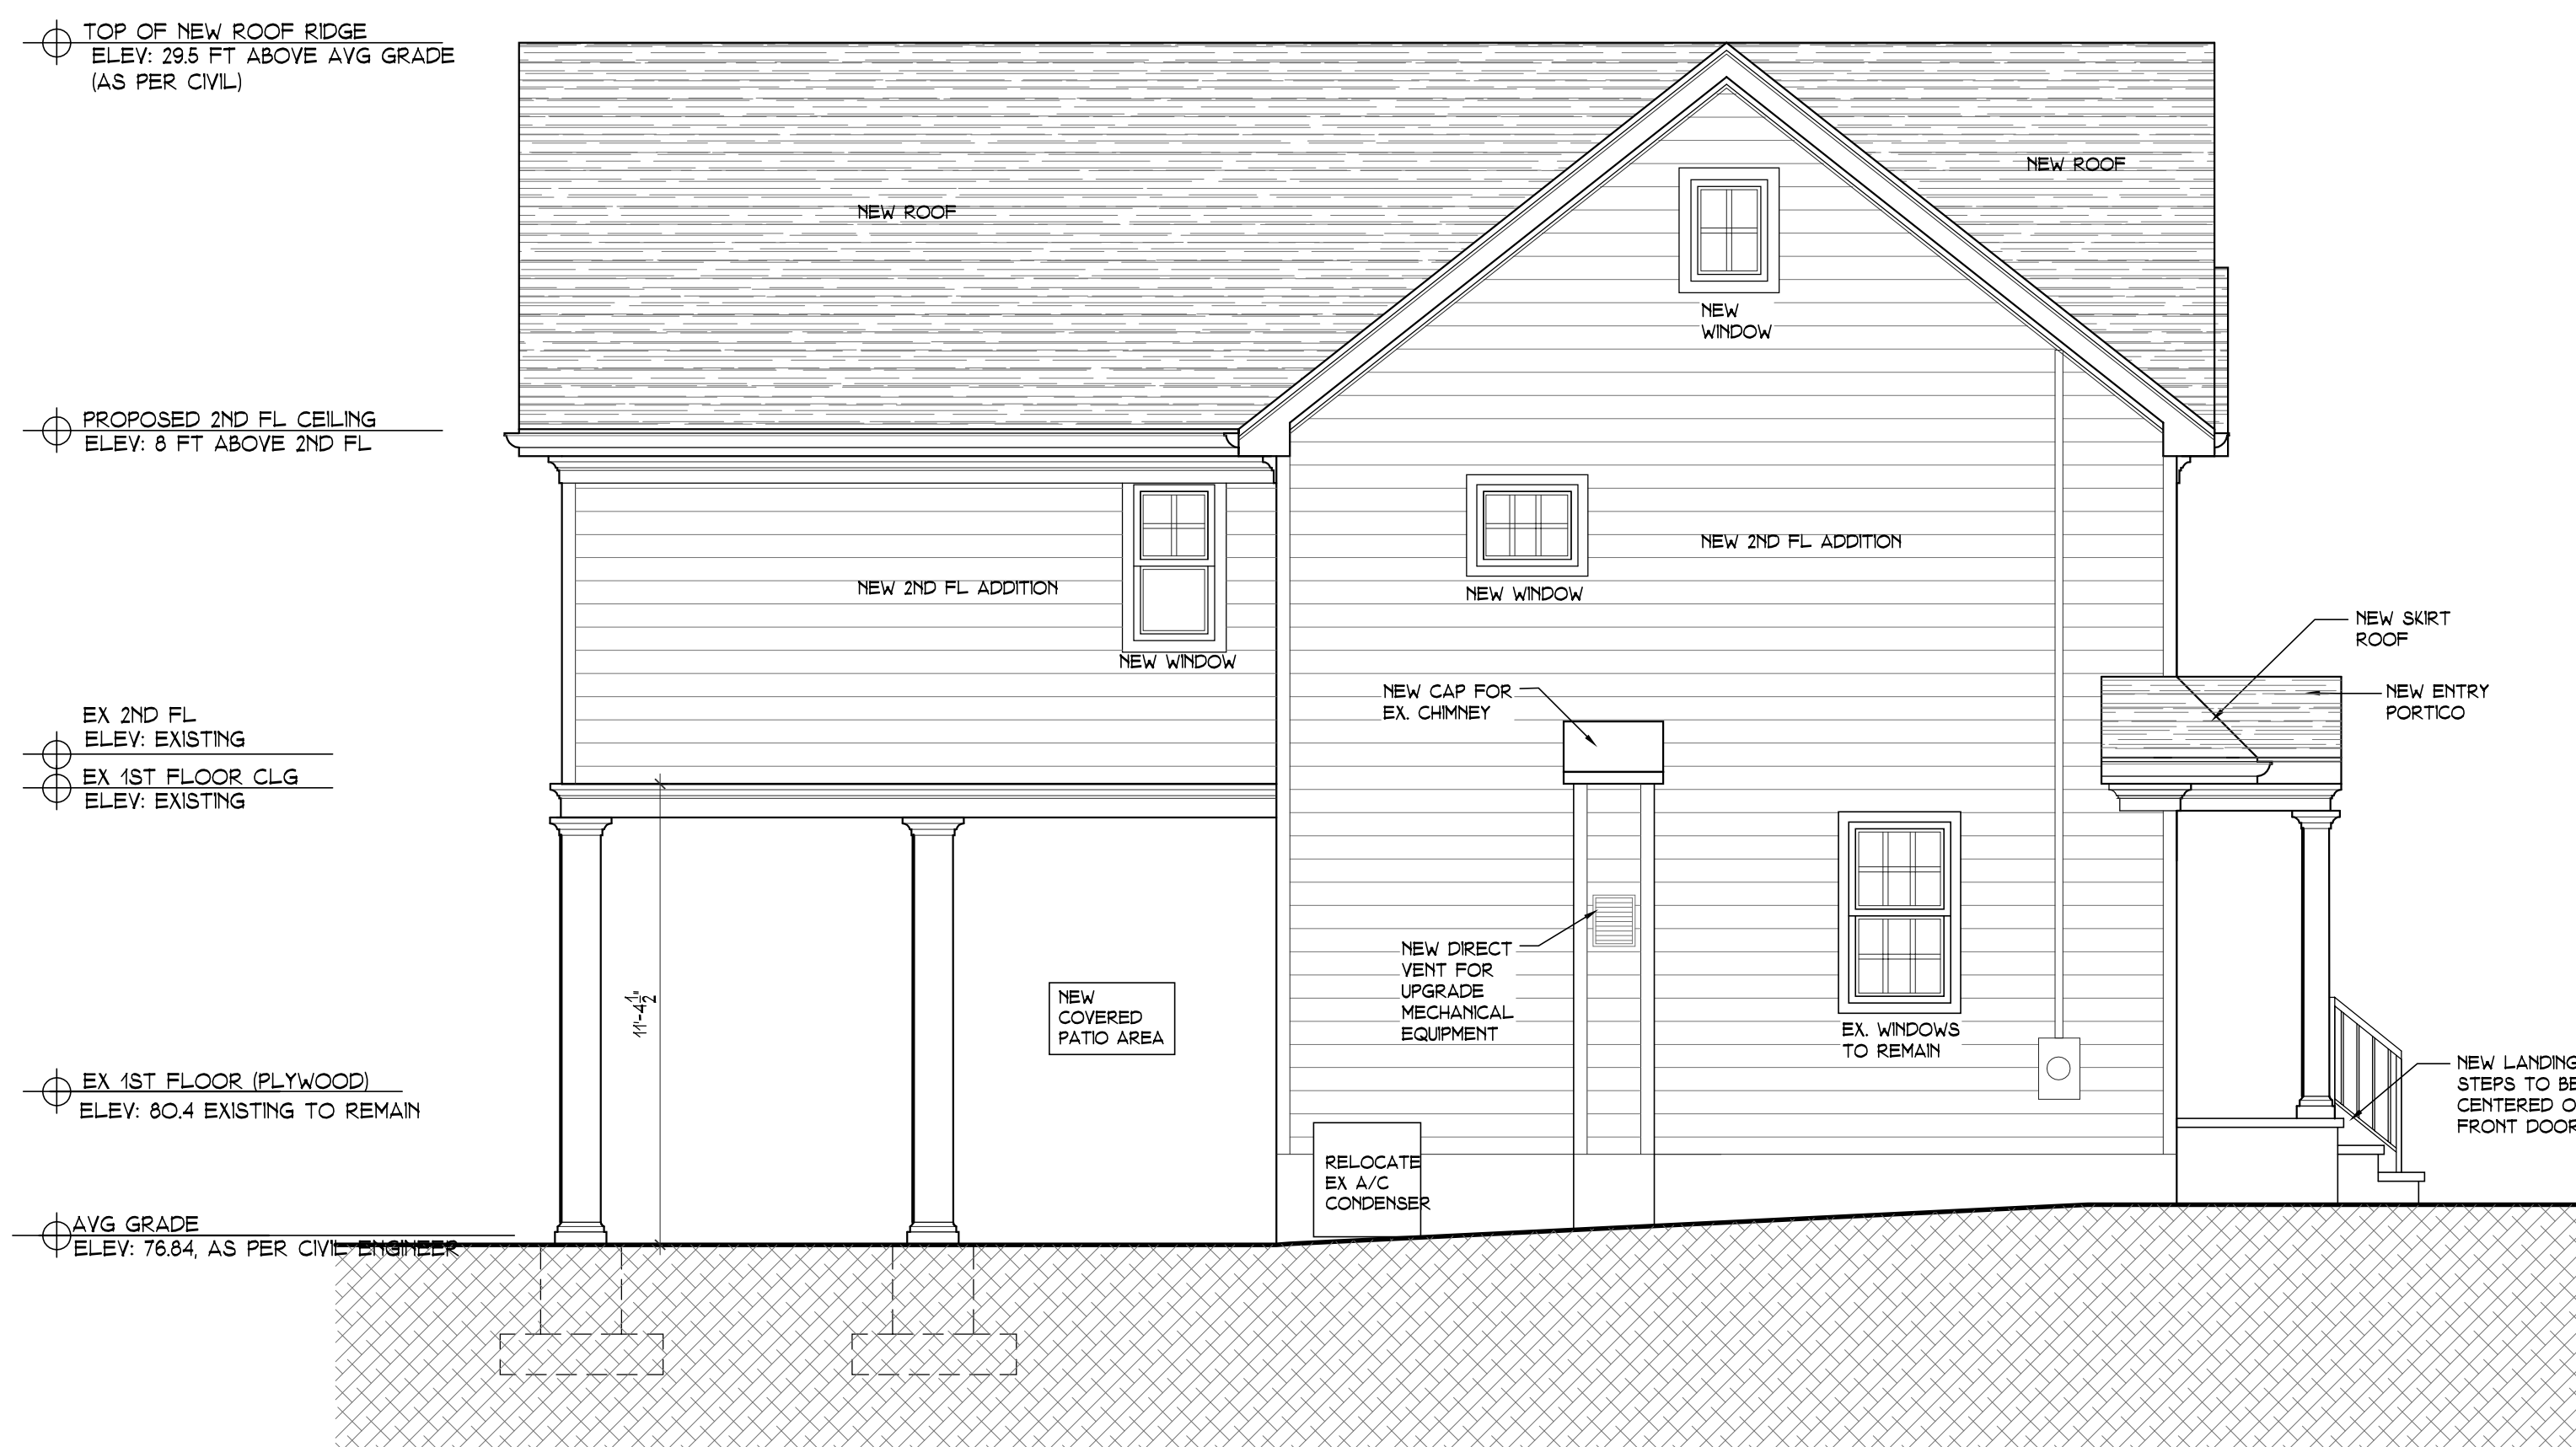 TOP OF NEW ROOF RIDGE
ELEV: 29.5 FT ABOVE AVG GRADE
(AS PER CIVIL)
NEW ROOF
NEW ROOF
NEW
WINDOW
PROPOSED 2ND FL CEILING
ELEV: 8 FT ABOVE 2ND FL
NEW 2ND FL ADDITION
NEW WINDOW
NEW WINDOW
NEW 2ND FL ADDITION
NEW SKIRT
ROOF
NEW ENTRY
PORTICO
NEW CAP FOR
EX. CHIMNEY
EX 2ND FL
ELEV: EXISTING
EX 1ST FLOOR CLG
ELEV: EXISTING
11'-4 1/2"
NEW
COVERED
PATIO AREA
NEW DIRECT
VENT FOR
UPGRADE
MECHANICAL
EQUIPMENT
EX. WINDOWS
TO REMAIN
EX 1ST FLOOR (PLYWOOD)
ELEV: 80.4 EXISTING TO REMAIN
NEW LANDING
STEPS TO BE
CENTERED O
FRONT DOOR
RELOCATE
EX A/C
CONDENSER
AVG GRADE
ELEV: 76.84, AS PER CIVIL ENGINEER